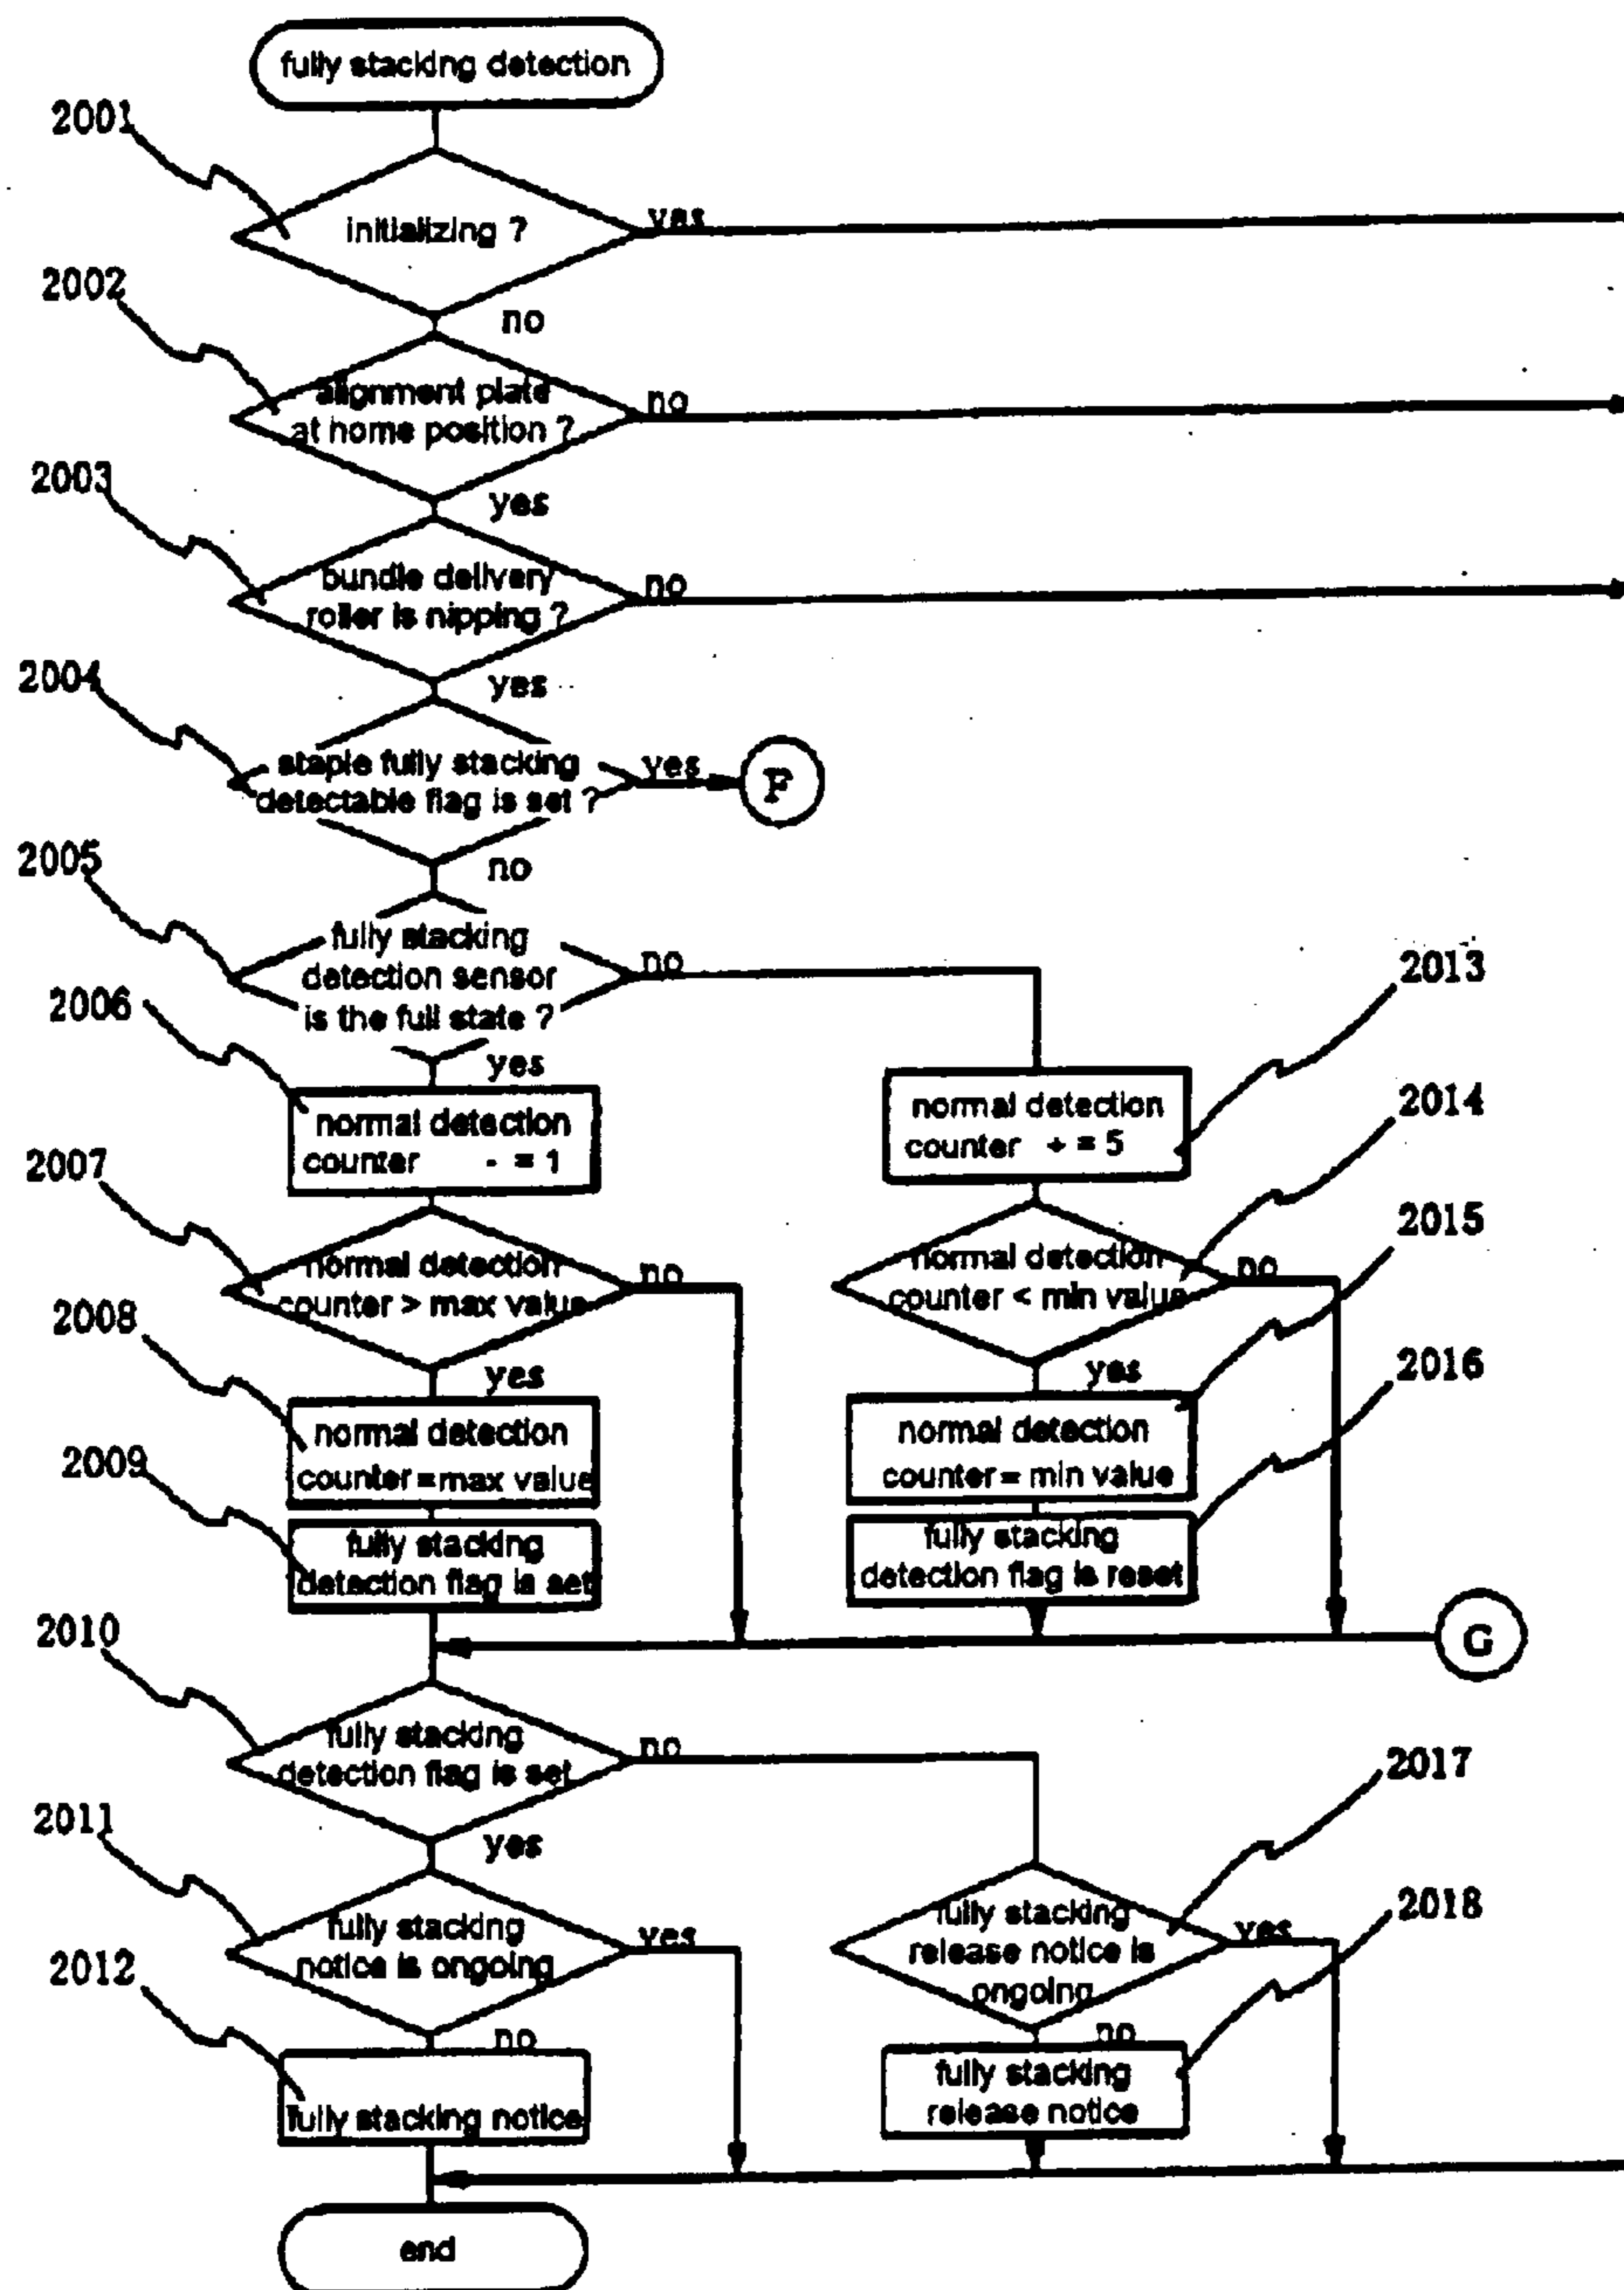 fully stacking detection
2001
initializing ?
yes
no
2002
alignment plate
at home position ?
no
yes
2003
bundle delivery
roller is nipping ?
no
yes
2004
staple fully stacking
detectable flag is set ?
yes
F
no
2005
fully stacking
detection sensor
is the full state ?
no
yes
2006
normal detection
counter - = 1
2013
normal detection
counter + = 5
2007
normal detection
counter > max value
no
yes
2014
normal detection
counter < min value
no
yes
2008
normal detection
counter = max value
2015
normal detection
counter = min value
2009
fully stacking
detection flag is set
2016
fully stacking
detection flag is reset
G
2010
fully stacking
detection flag is set
no
yes
2011
fully stacking
notice is ongoing
yes
no
2017
fully stacking
release notice is
ongoing
yes
no
2012
fully stacking notice
2018
fully stacking
release notice
end